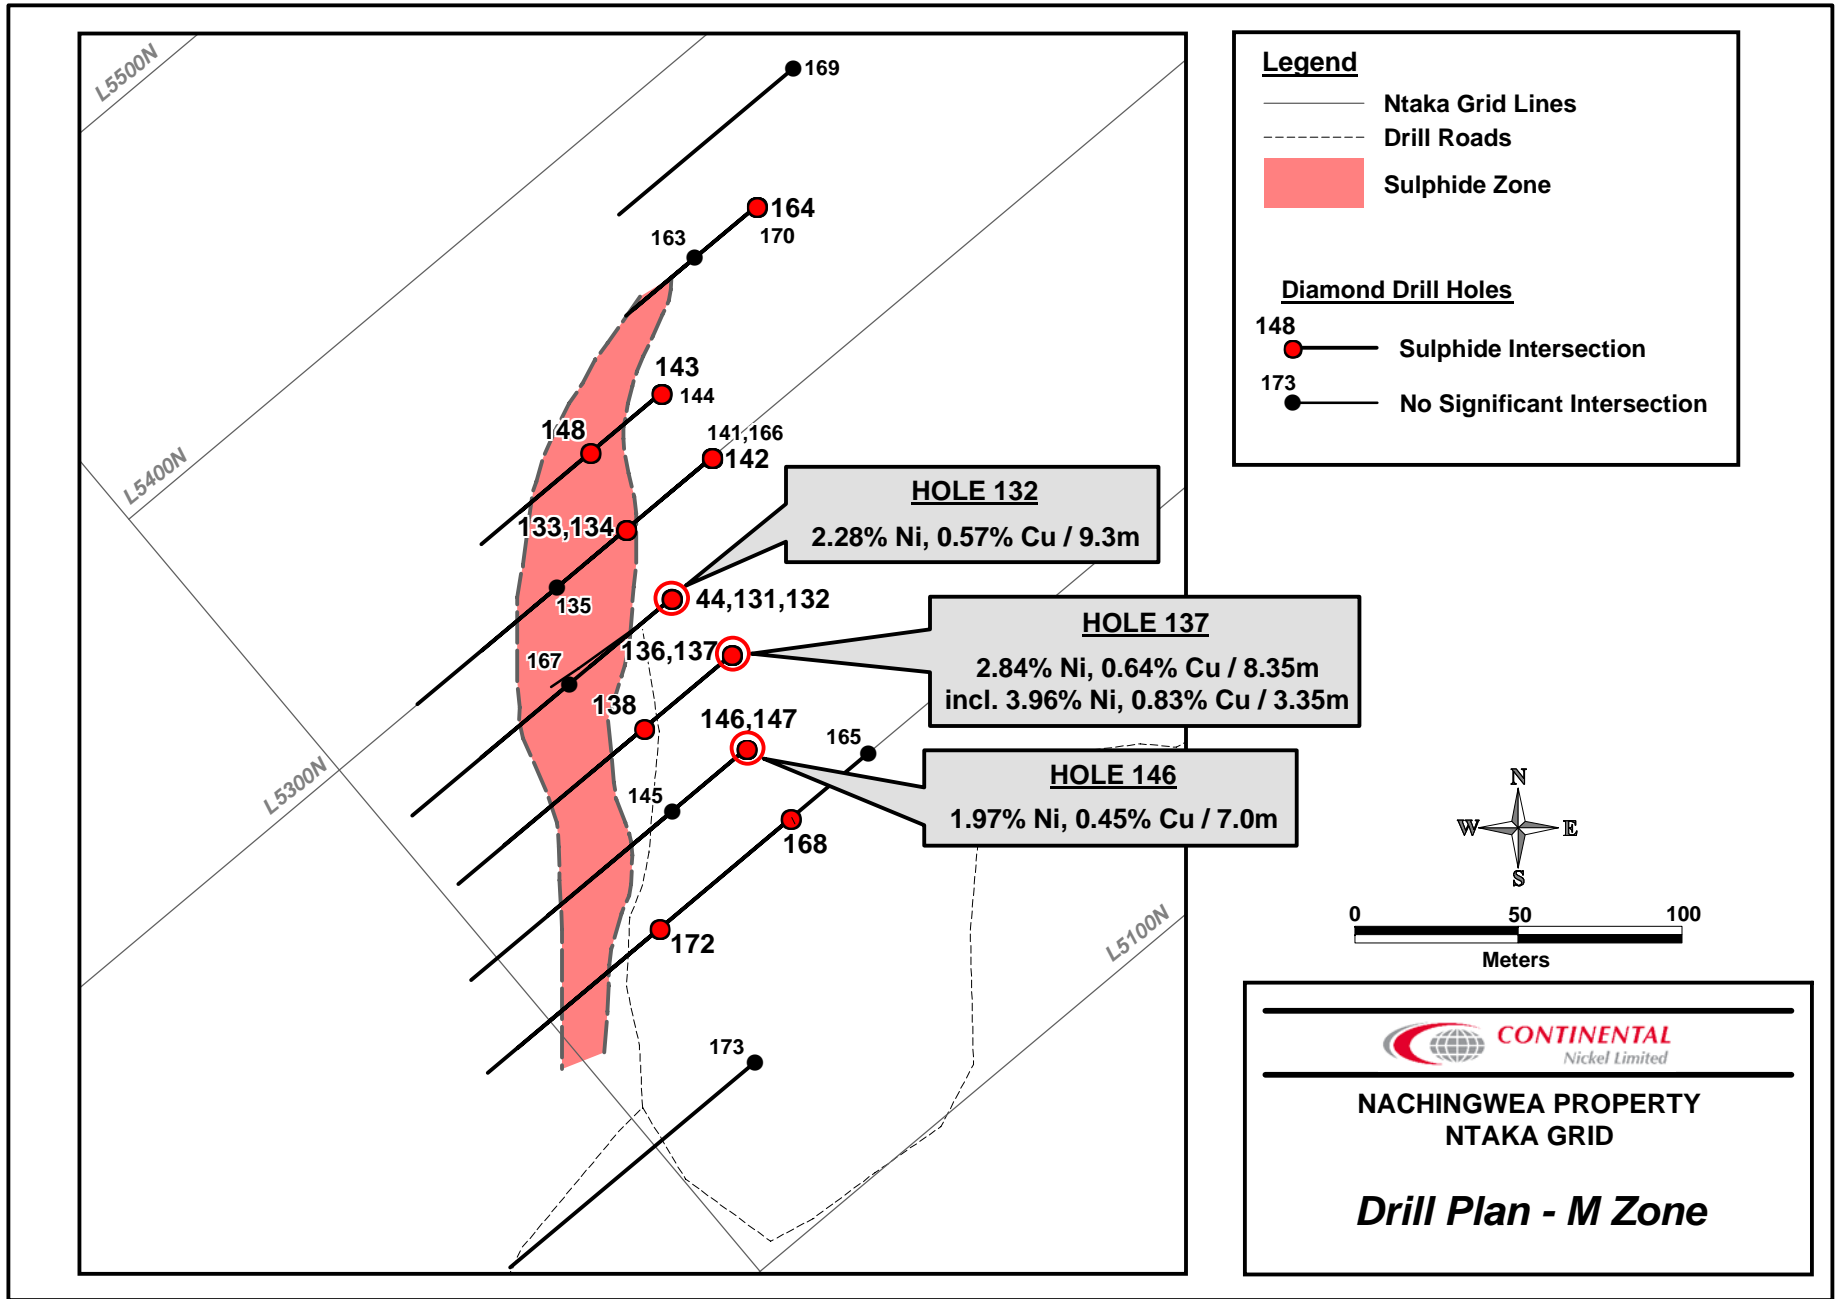 L5500N
169
164
170
163
143
144
148
141,166
142
L5400N
133,134
HOLE 132
2.28% Ni, 0.57% Cu / 9.3m
135
44,131,132
136,137
167
HOLE 137
2.84% Ni, 0.64% Cu / 8.35m
incl. 3.96% Ni, 0.83% Cu / 3.35m
138
146,147
165
L5300N
145
HOLE 146
1.97% Ni, 0.45% Cu / 7.0m
168
172
L5100N
173
Legend
Ntaka Grid Lines
Drill Roads
Sulphide Zone
Diamond Drill Holes
148
Sulphide Intersection
173
No Significant Intersection
N
W E
S
0 50 100
Meters
CONTINENTAL
Nickel Limited
NACHINGWEA PROPERTY
NTAKA GRID
Drill Plan - M Zone